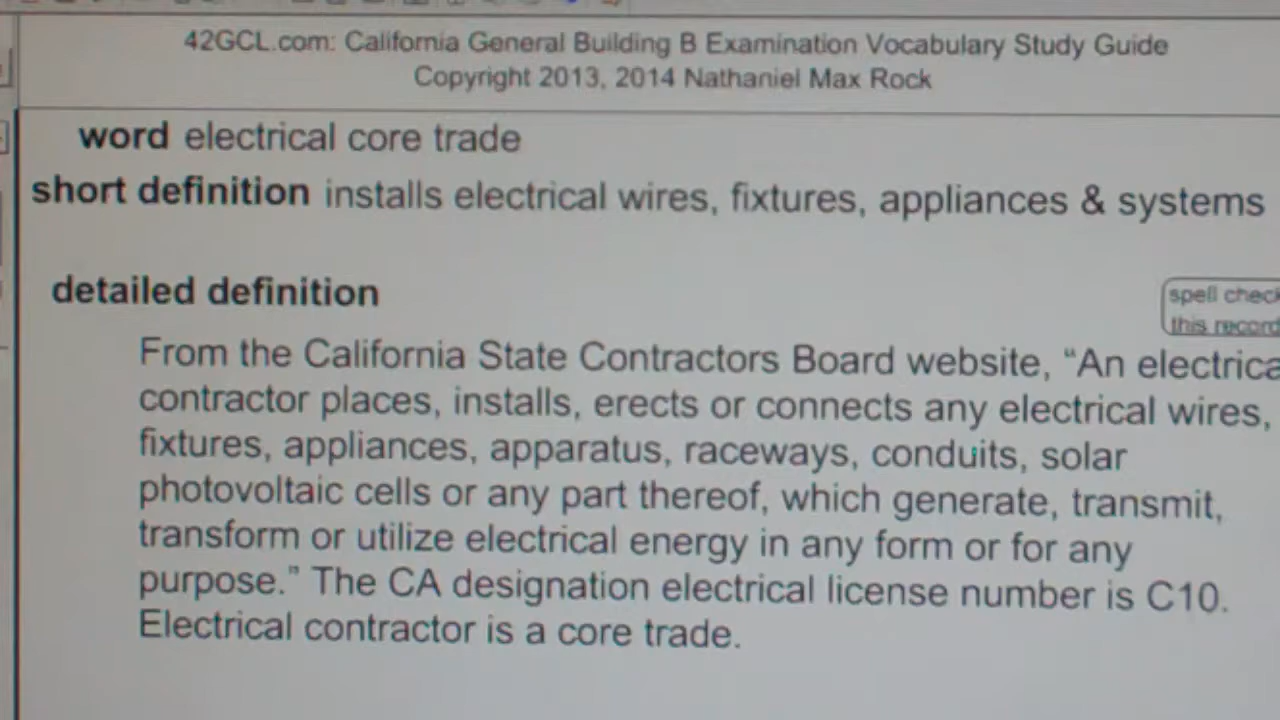 42GCL.com: California General Building B Examination Vocabulary Study Guide
Copyright 2013, 2014 Nathaniel Max Rock
word electrical core trade
short definition installs electrical wires, fixtures, appliances & systems
detailed definition
spell check
this record
From the California State Contractors Board website, “An electrica
contractor places, installs, erects or connects any electrical wires,
fixtures, appliances, apparatus, raceways, conduits, solar
photovoltaic cells or any part thereof, which generate, transmit,
transform or utilize electrical energy in any form or for any
purpose.” The CA designation electrical license number is C10.
Electrical contractor is a core trade.